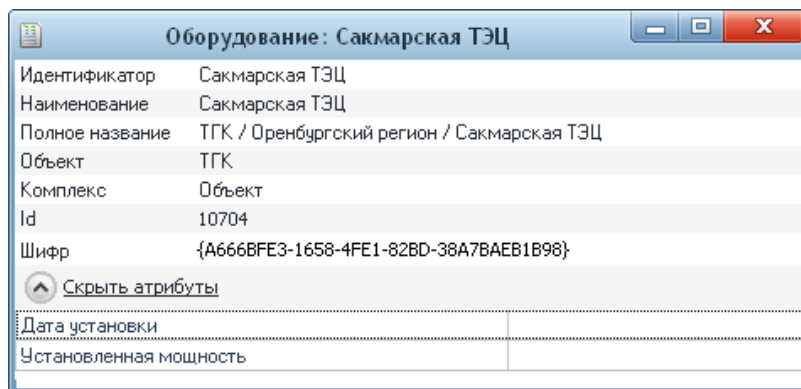 Оборудование: Сакмарская ТЭЦ
Идентификатор Сакмарская ТЭЦ
Наименование Сакмарская ТЭЦ
Полное название ТГК / Оренбургский регион / Сакмарская ТЭЦ
Объект ТГК
Комплекс Объект
Id 10704
Шифр {A666BFE3-1658-4FE1-82BD-38A7BAEB1B98}
Скрыть атрибуты
Дата установки
Установленная мощность